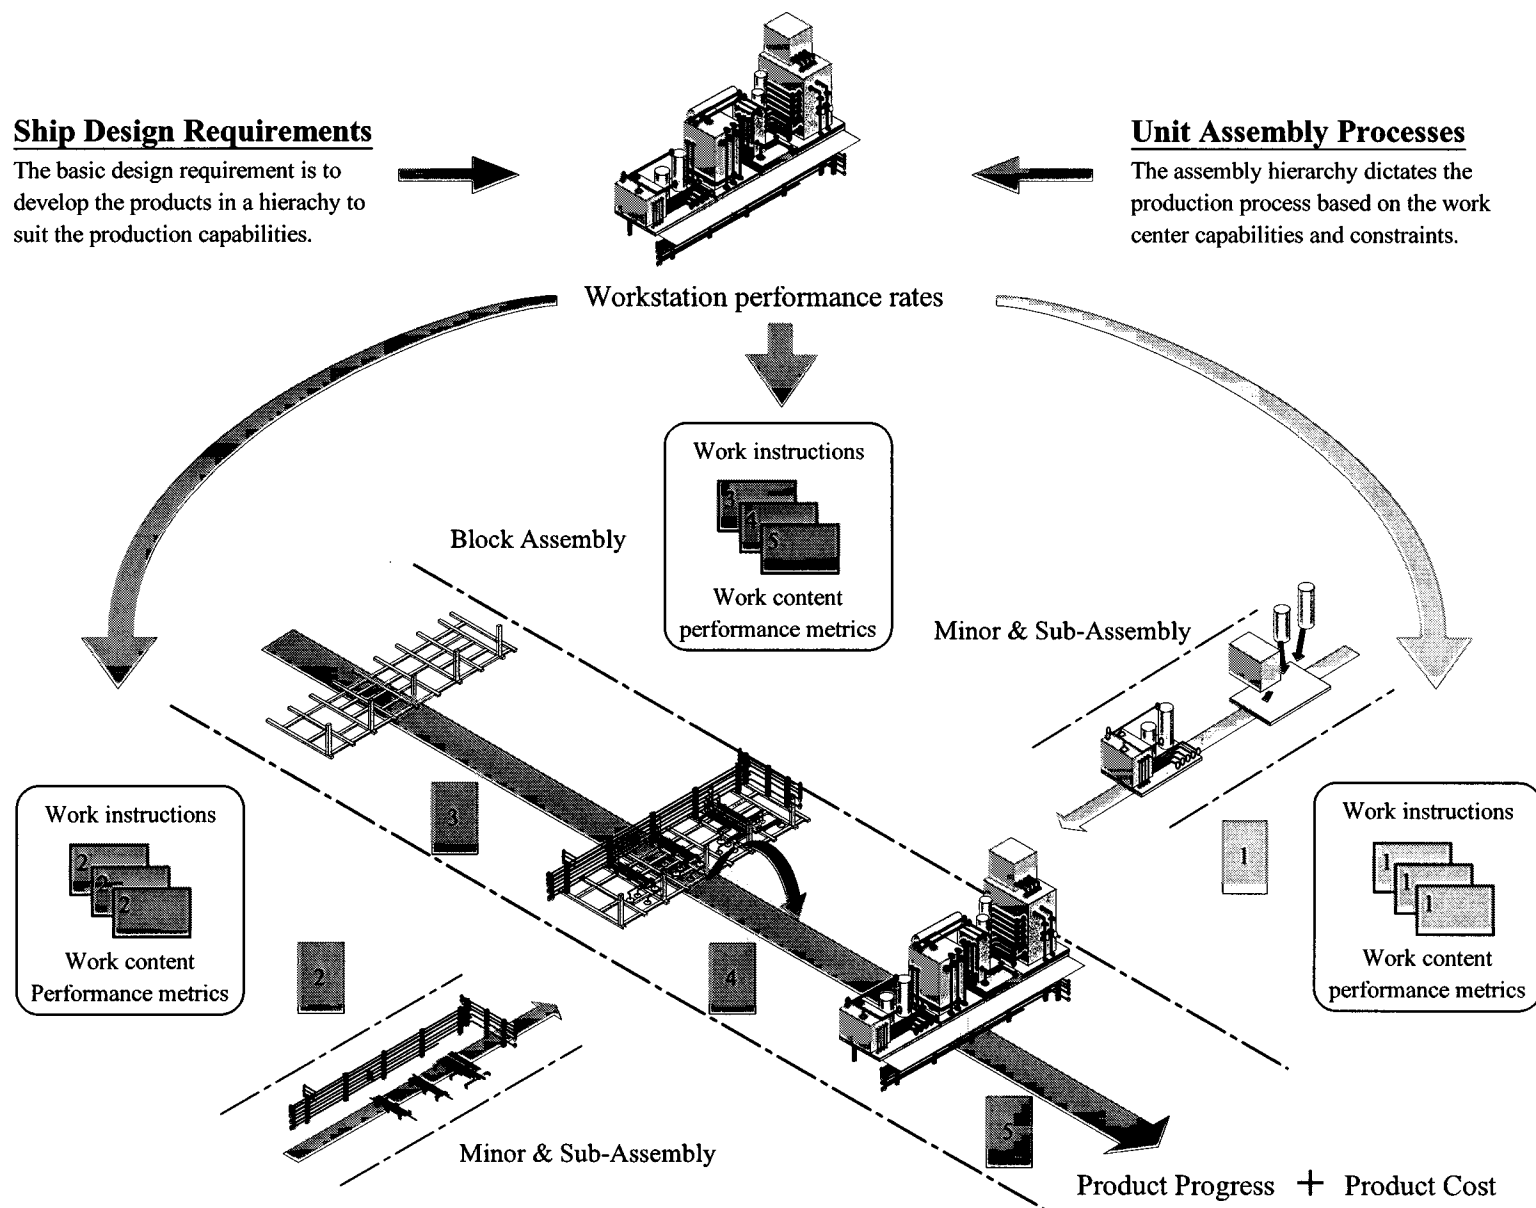 Ship Design Requirements
The basic design requirement is to
develop the products in a hierachy to
suit the production capabilities.
Unit Assembly Processes
The assembly hierarchy dictates the
production process based on the work
center capabilities and constraints.
Workstation performance rates
Work instructions
3
4
5
Work content
performance metrics
Block Assembly
Minor & Sub-Assembly
Work instructions
2
2
2
Work content
Performance metrics
3
1
Work instructions
1
1
1
Work content
performance metrics
2
4
5
Minor & Sub-Assembly
Product Progress + Product Cost